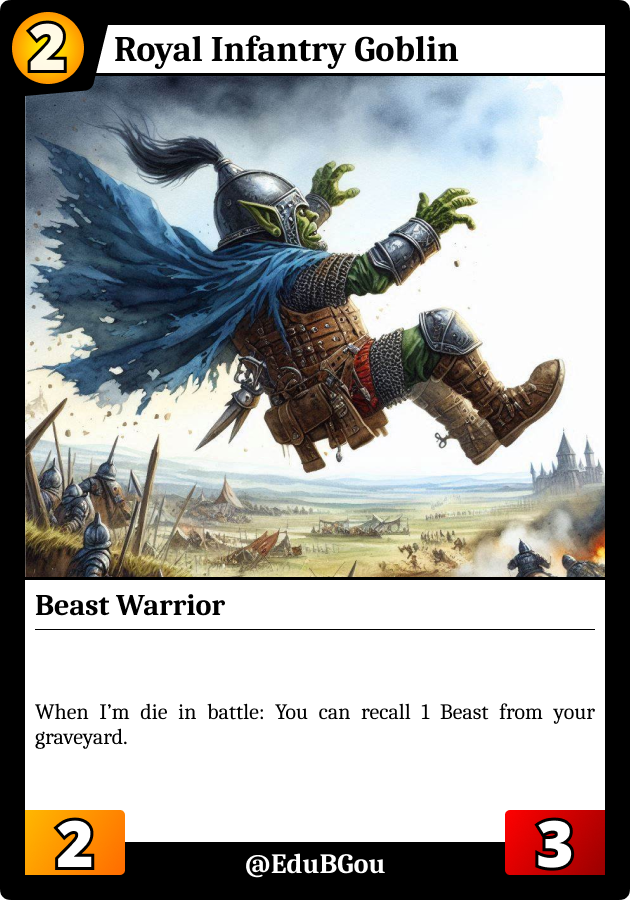 2
Royal Infantry Goblin
Beast Warrior
When I'm die in battle: You can recall 1 Beast from your
graveyard.
2
@EduBGou
3